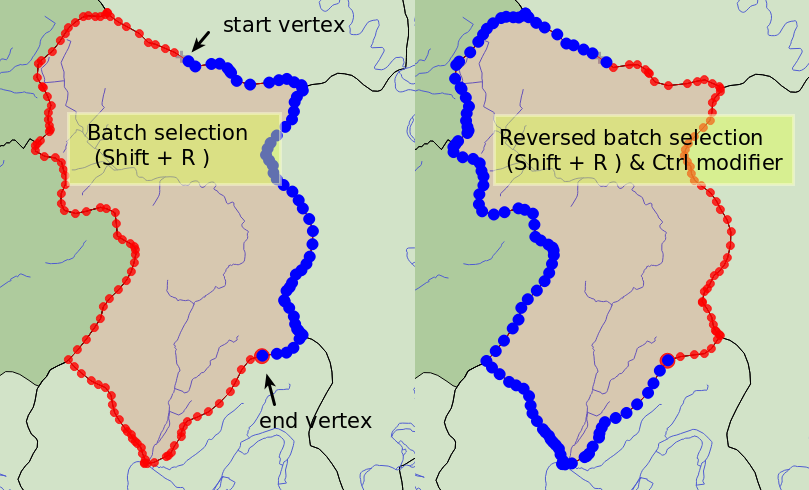 start vertex
Batch selection
(Shift + R )
end vertex
Reversed batch selection
(Shift + R ) & Ctrl modifier